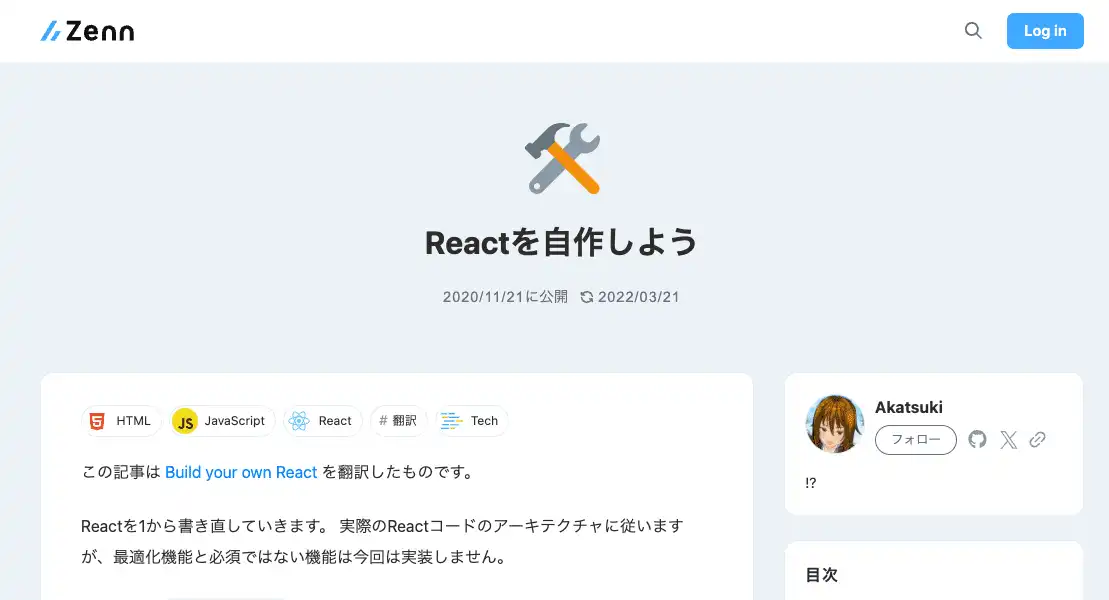 Zenn
Log in
Reactを自作しよう
2020/11/21に公開 2022/03/21
HTML JavaScript React # 翻訳 Tech
この記事は Build your own React を翻訳したものです。
Reactを1から書き直していきます。 実際のReactコードのアーキテクチャに従います
が、最適化機能と必須ではない機能は今回は実装しません。
Akatsuki
フォロー
!?
目次